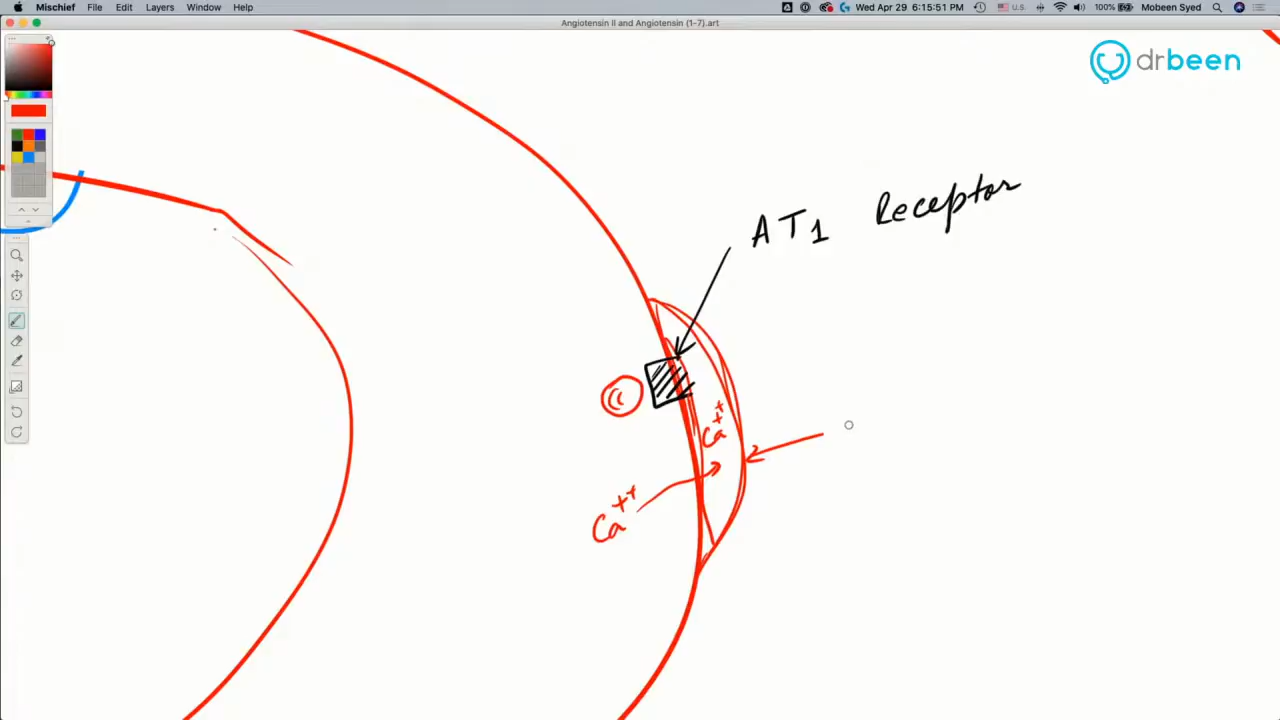 Mischief File Edit Layers Window Help
U.S. Wed Apr 29 6:15:51 PM 100% Mobeen Syed
Angiotensin II and Angiotensin (1-7).art
drbeen
AT1 Receptor
Ca++
Ca++